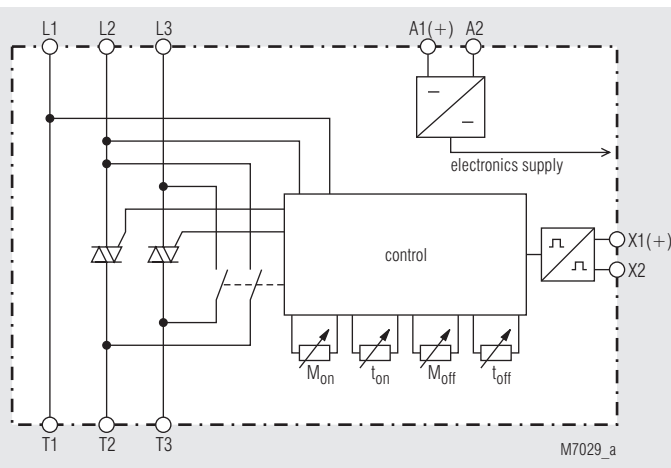 L1 L2 L3 A1(+) A2
electronics supply
control
X1(+)
X2
Mon ton Moff toff
T1 T2 T3
M7029_a